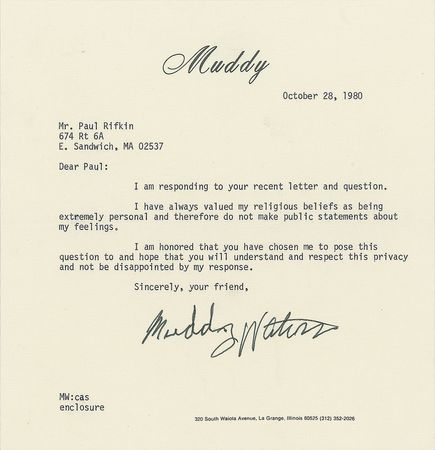 Muddy
October 28, 1980
Mr. Paul Rifkin
674 Rt 6A
E. Sandwich, MA 02537
Dear Paul:
I am responding to your recent letter and question.
I have always valued my religious beliefs as being
extremely personal and therefore do not make public statements about
my feelings.
I am honored that you have chosen me to pose this
question to and hope that you will understand and respect this privacy
and not be disappointed by my response.
Sincerely, your friend,
Muddy Waters
MW:cas
enclosure
320 South Waiola Avenue, La Grange, Illinois 60525 (312) 352-2026